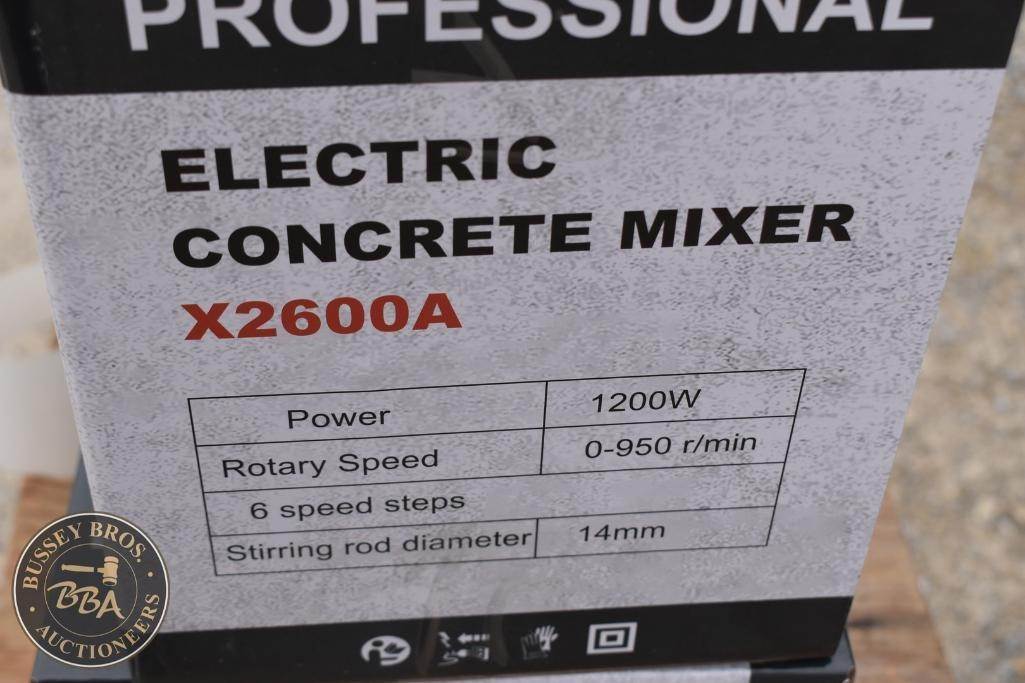 PROFESSIONAL
ELECTRIC
CONCRETE MIXER
X2600A
Power 1200W
Rotary Speed 0-950 r/min
6 speed steps
Stirring rod diameter 14mm
BUSSEY BROS.
BBA
AUCTIONEERS